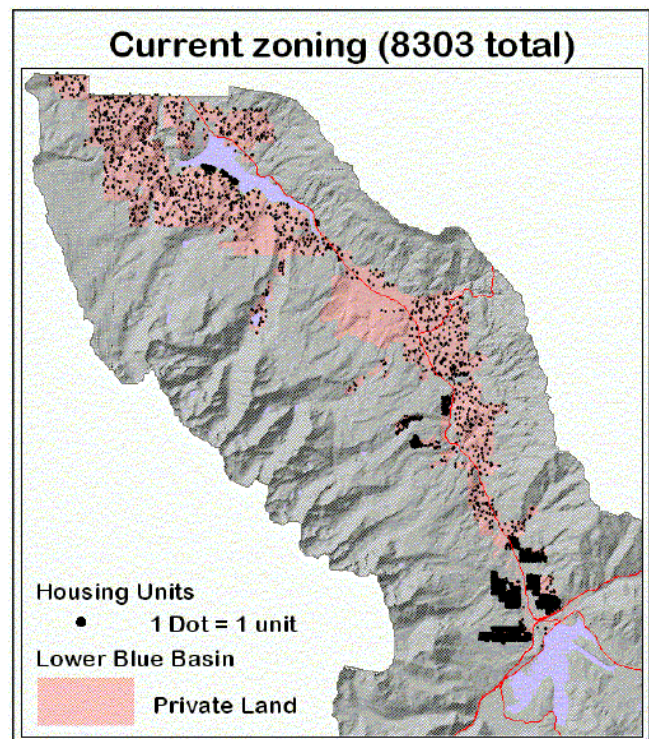 Current zoning (8303 total)
Housing Units
1 Dot = 1 unit
Lower Blue Basin
Private Land